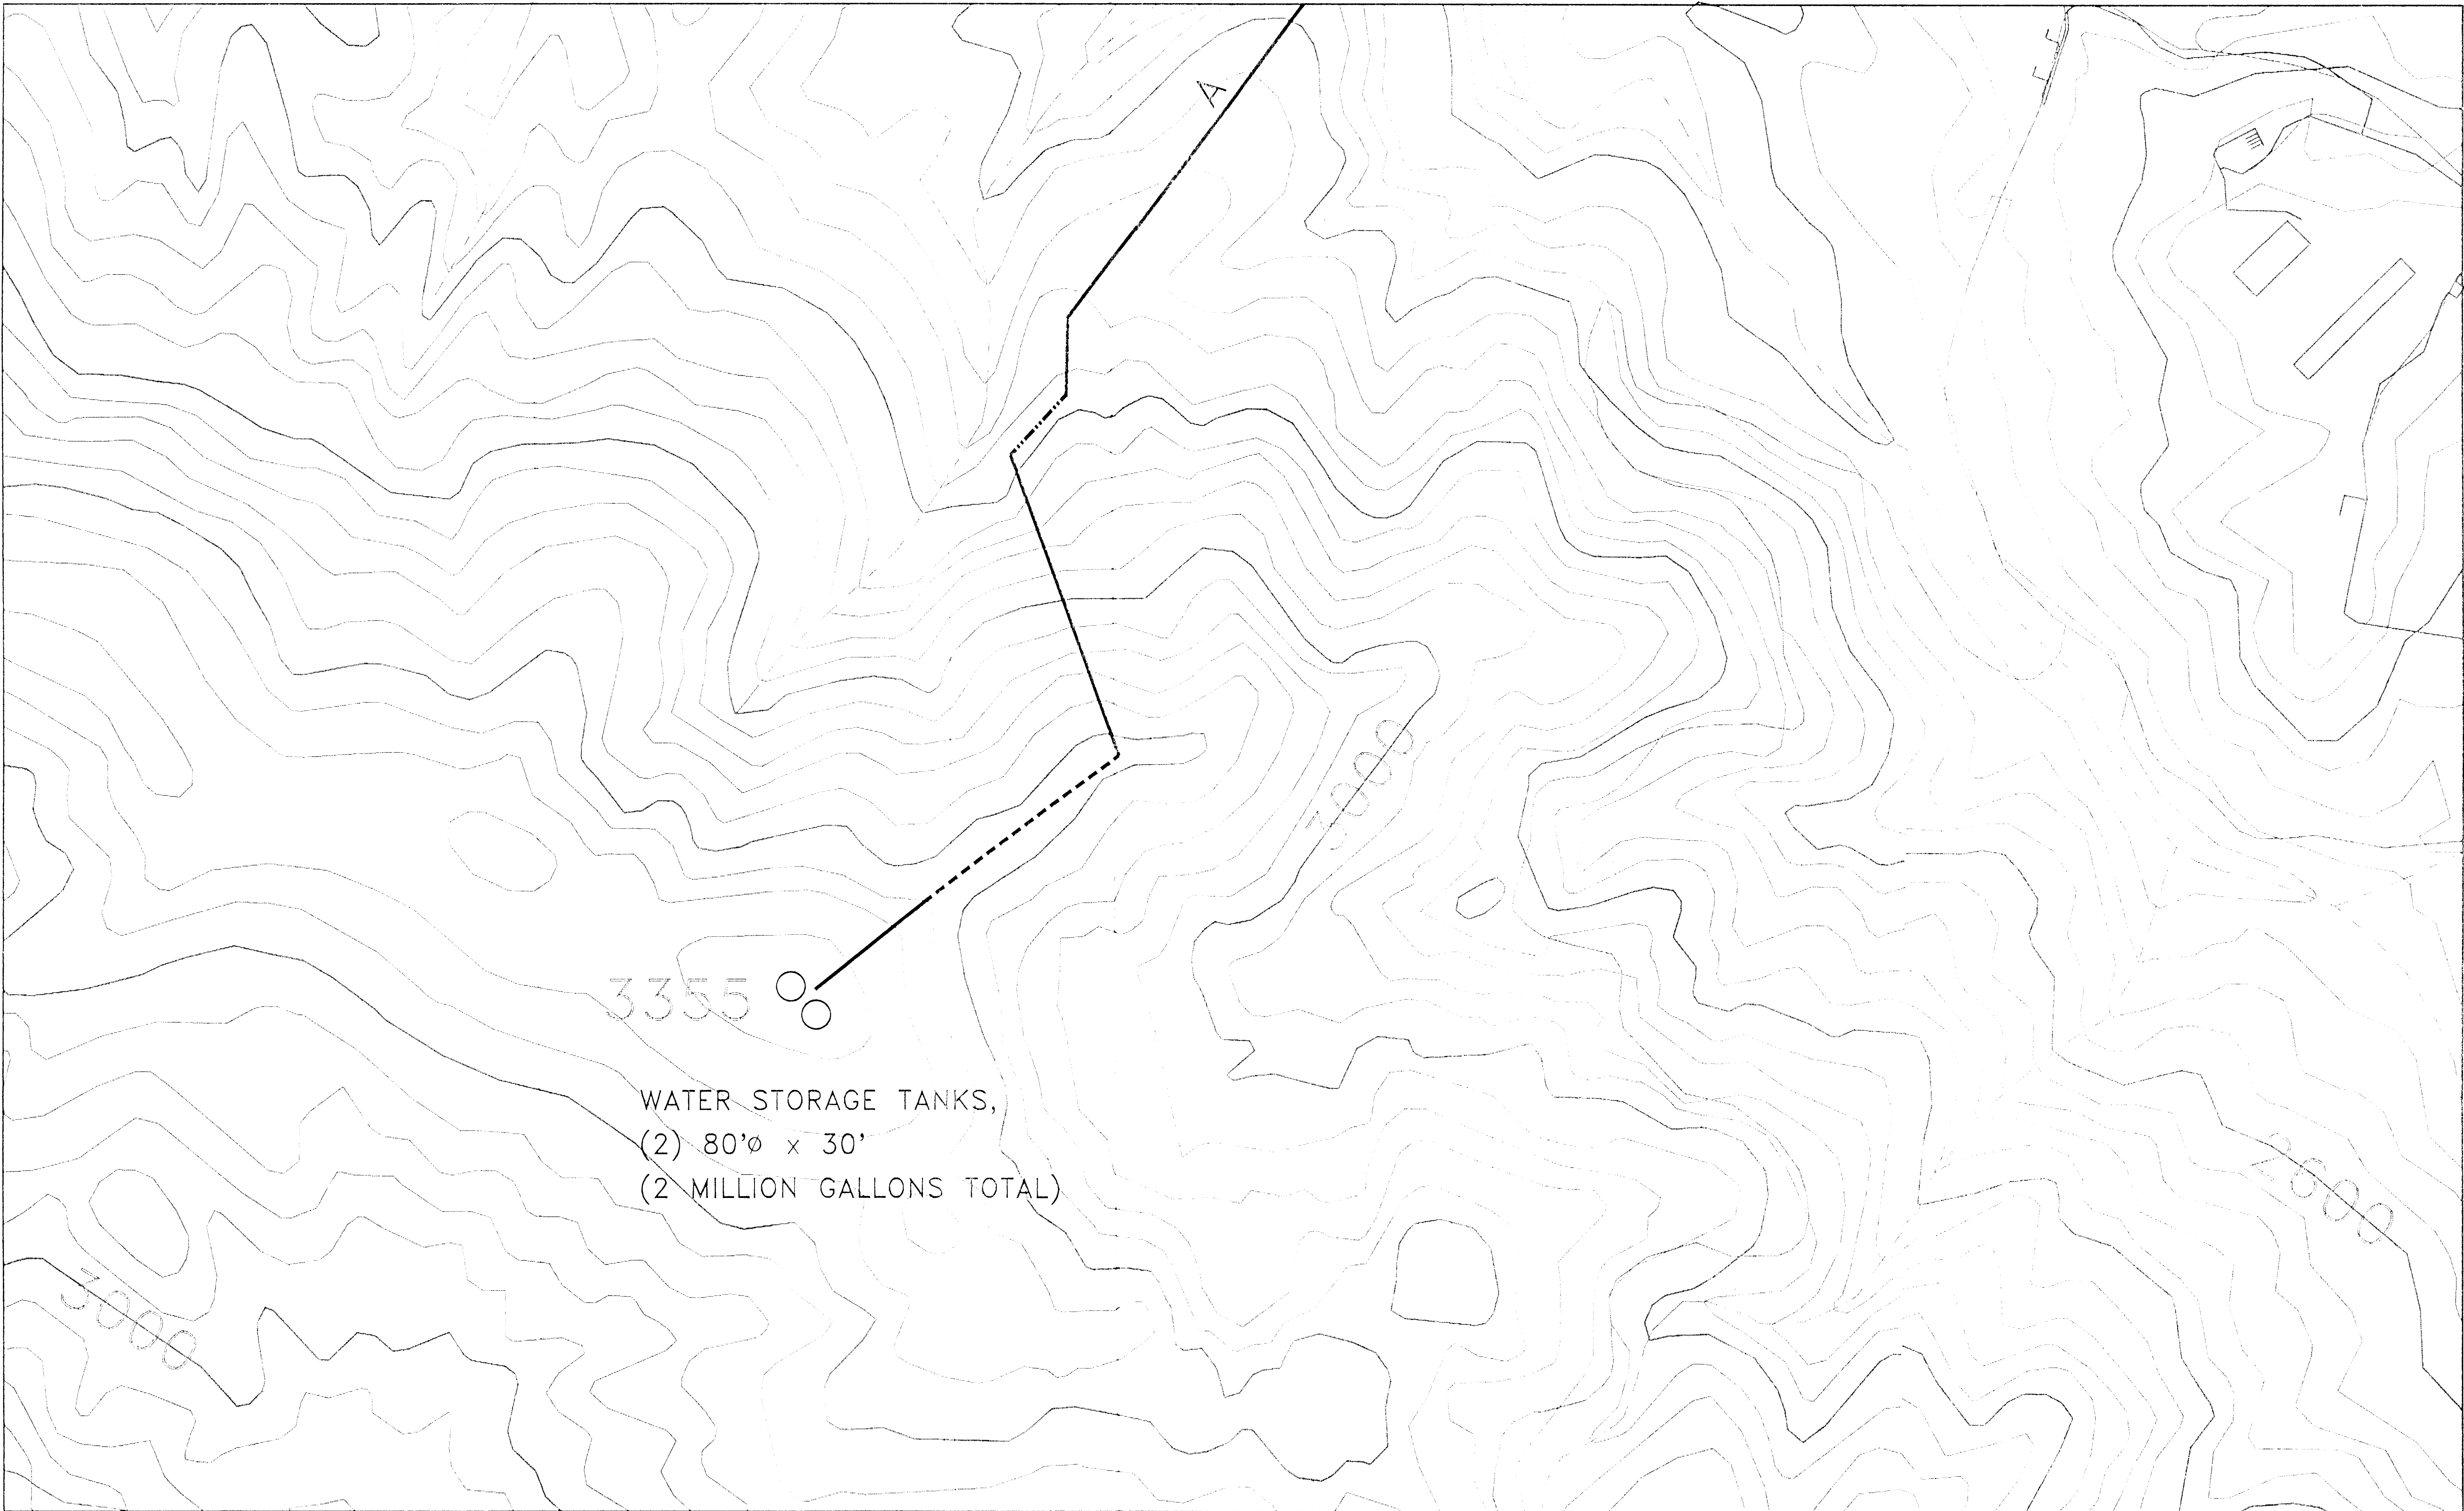 A
3000
3355
WATER STORAGE TANKS,
(2) 80'ø x 30'
(2 MILLION GALLONS TOTAL)
2600
3000